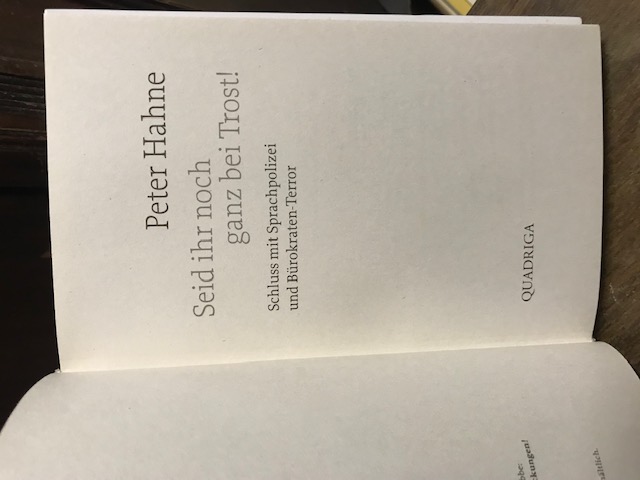 Peter Hahne
Seid ihr noch
ganz bei Trost!
Schluss mit Sprachpolizei
und Bürokraten-Terror
QUADRIGA